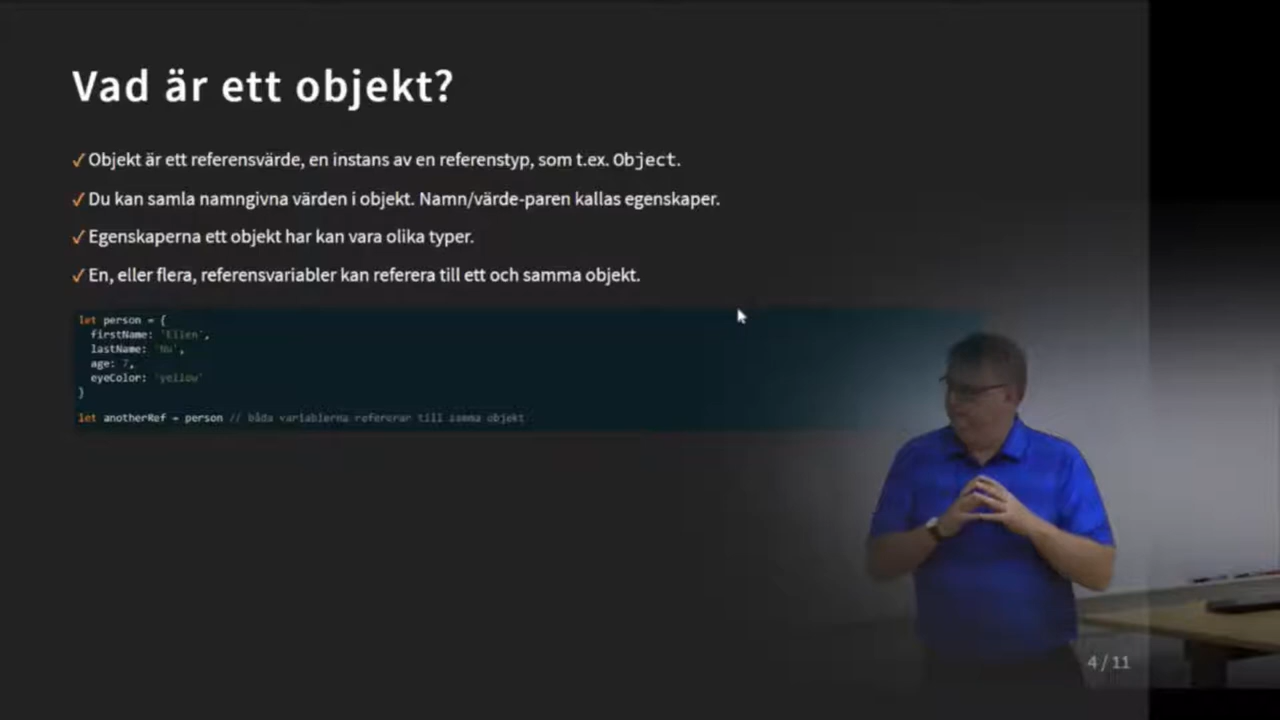 Vad är ett objekt?
✓ Objekt är ett referensvärde, en instans av en referenstyp, som t.ex. Object.
✓ Du kan samla namngivna värden i objekt. Namn/värde-paren kallas egenskaper.
✓ Egenskaperna ett objekt har kan vara olika typer.
✓ En, eller flera, referensvariabler kan referera till ett och samma objekt.
let person = {
firstName: 'Ellen',
lastName: 'Nu',
age: 7,
eyeColor: 'yellow'
}
let anotherRef = person // båda variablerna refererar till samma objekt
4 / 11